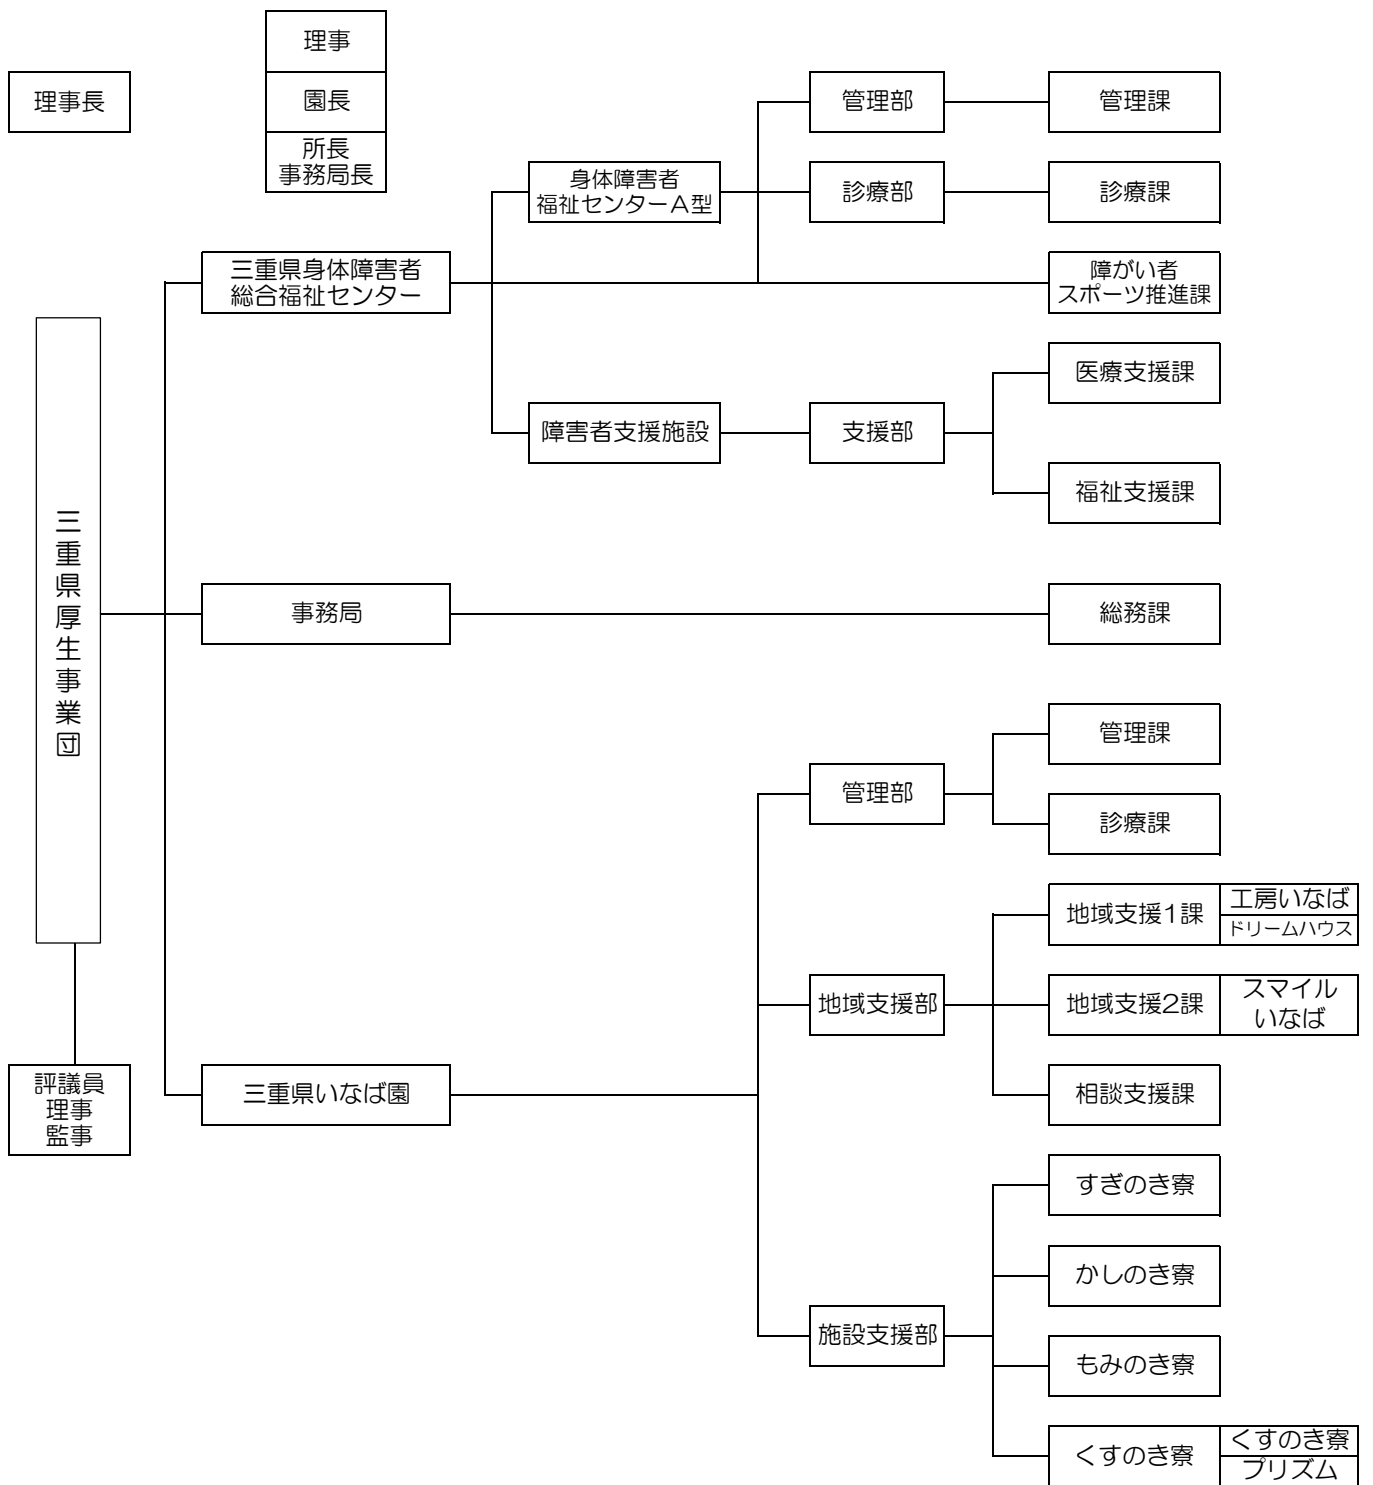 理事
理事長
園長
所長
事務局長
管理部
管理課
身体障害者
福祉センターA型
診療部
診療課
三重県身体障害者
総合福祉センター
障がい者
スポーツ推進課
医療支援課
障害者支援施設
支援部
福祉支援課
三重県厚生事業団
事務局
総務課
管理課
管理部
診療課
地域支援1課
工房いなば
ドリームハウス
地域支援部
地域支援2課
スマイル
いなば
評議員
理事
監事
三重県いなば園
相談支援課
すぎのき寮
かしのき寮
施設支援部
もみのき寮
くすのき寮
くすのき寮
プリズム